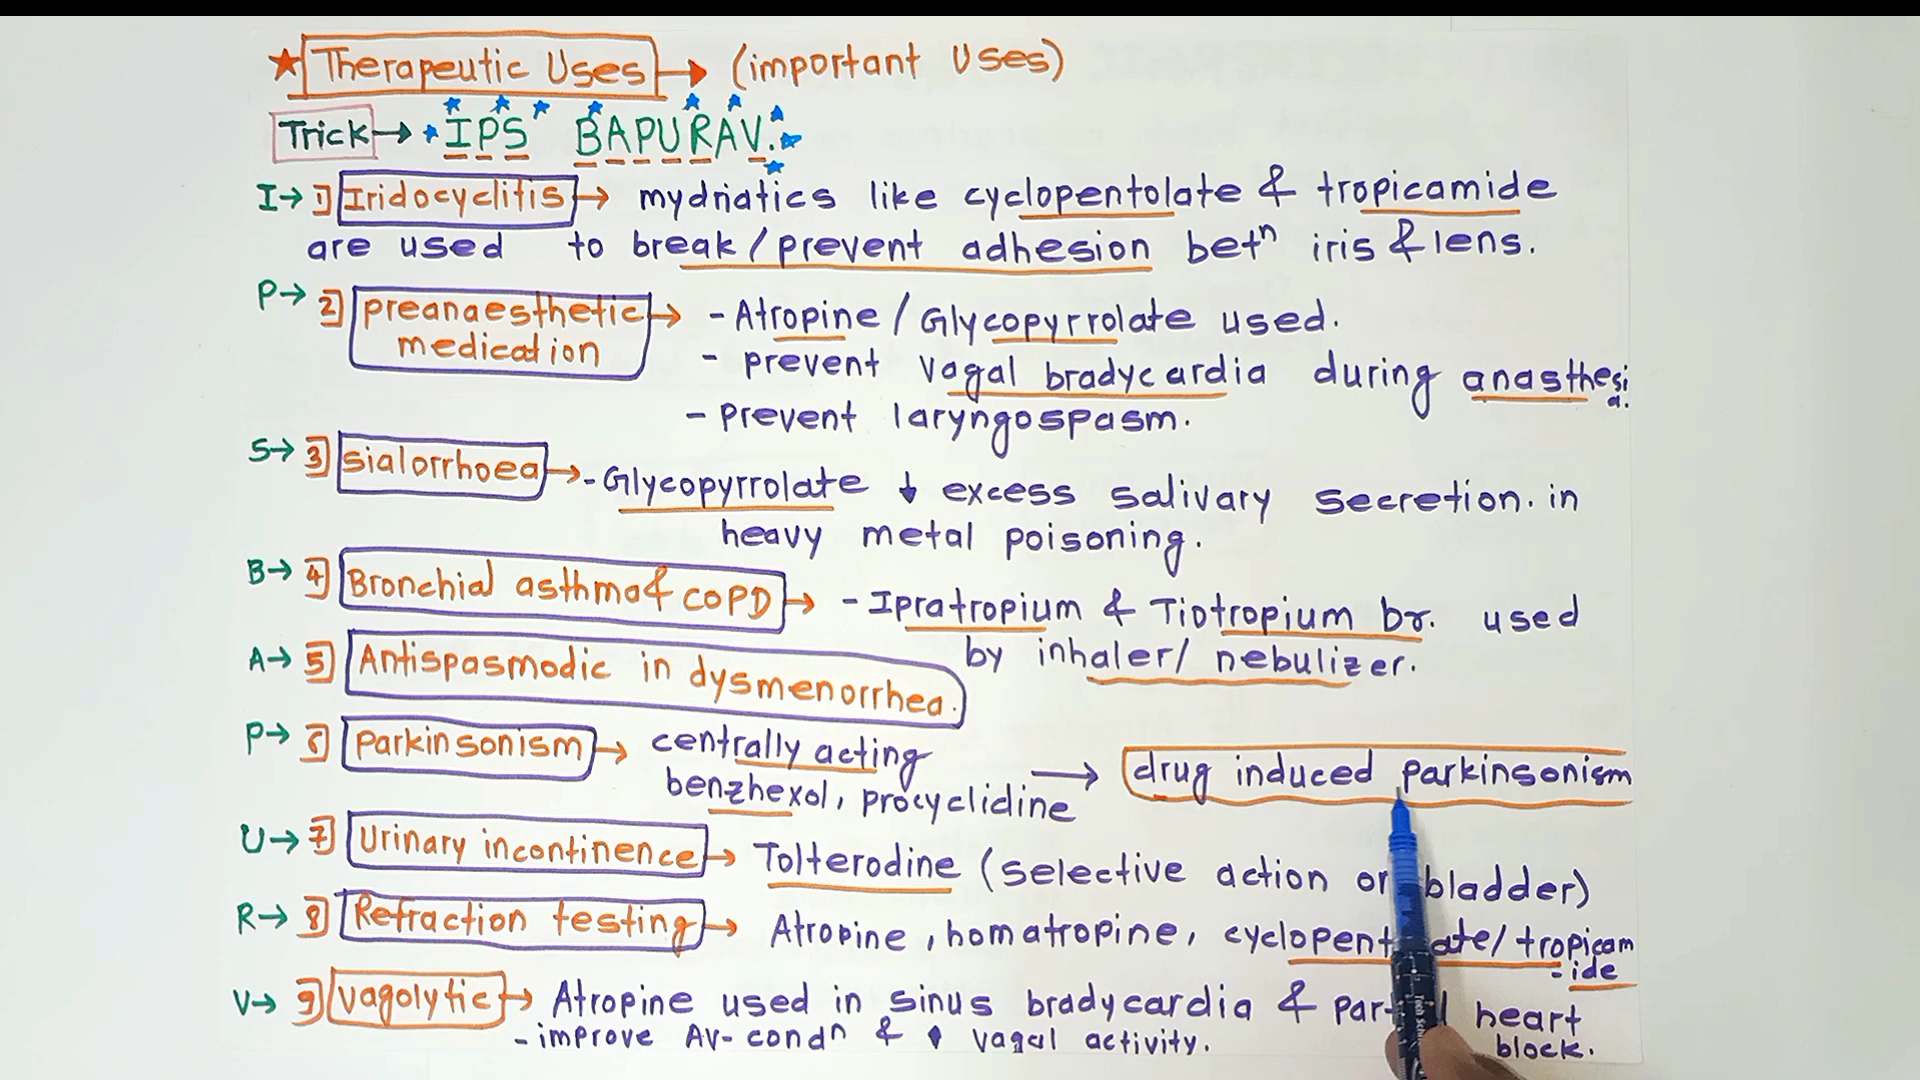 ★ Therapeutic Uses → (important Uses)
Trick → IPS BAPURAV.
I → 1] Iridocyclitis → mydriatics like cyclopentolate & tropicamide
are used to break / prevent adhesion betⁿ iris & lens.
P → 2] preanaesthetic medication → - Atropine / Glycopyrrolate used.
- prevent vagal bradycardia during anasthesia.
- prevent laryngospasm.
S → 3] sialorrhoea → - Glycopyrrolate ↓ excess salivary secretion. in
heavy metal poisoning.
B → 4] Bronchial asthma & COPD → - Ipratropium & Tiotropium br. used
by inhaler / nebulizer.
A → 5] Antispasmodic in dysmenorrhea.
P → 6] parkinsonism → centrally acting
benzhexol, procyclidine → drug induced parkinsonism
U → 7] Urinary incontinence → Tolterodine (selective action on bladder)
R → 8] Refraction testing → Atropine, homatropine, cyclopentolate / tropicam
- ide
V → 9] vagolytic → Atropine used in sinus bradycardia & partial heart
block.
- improve AV- condⁿ & vagal activity.